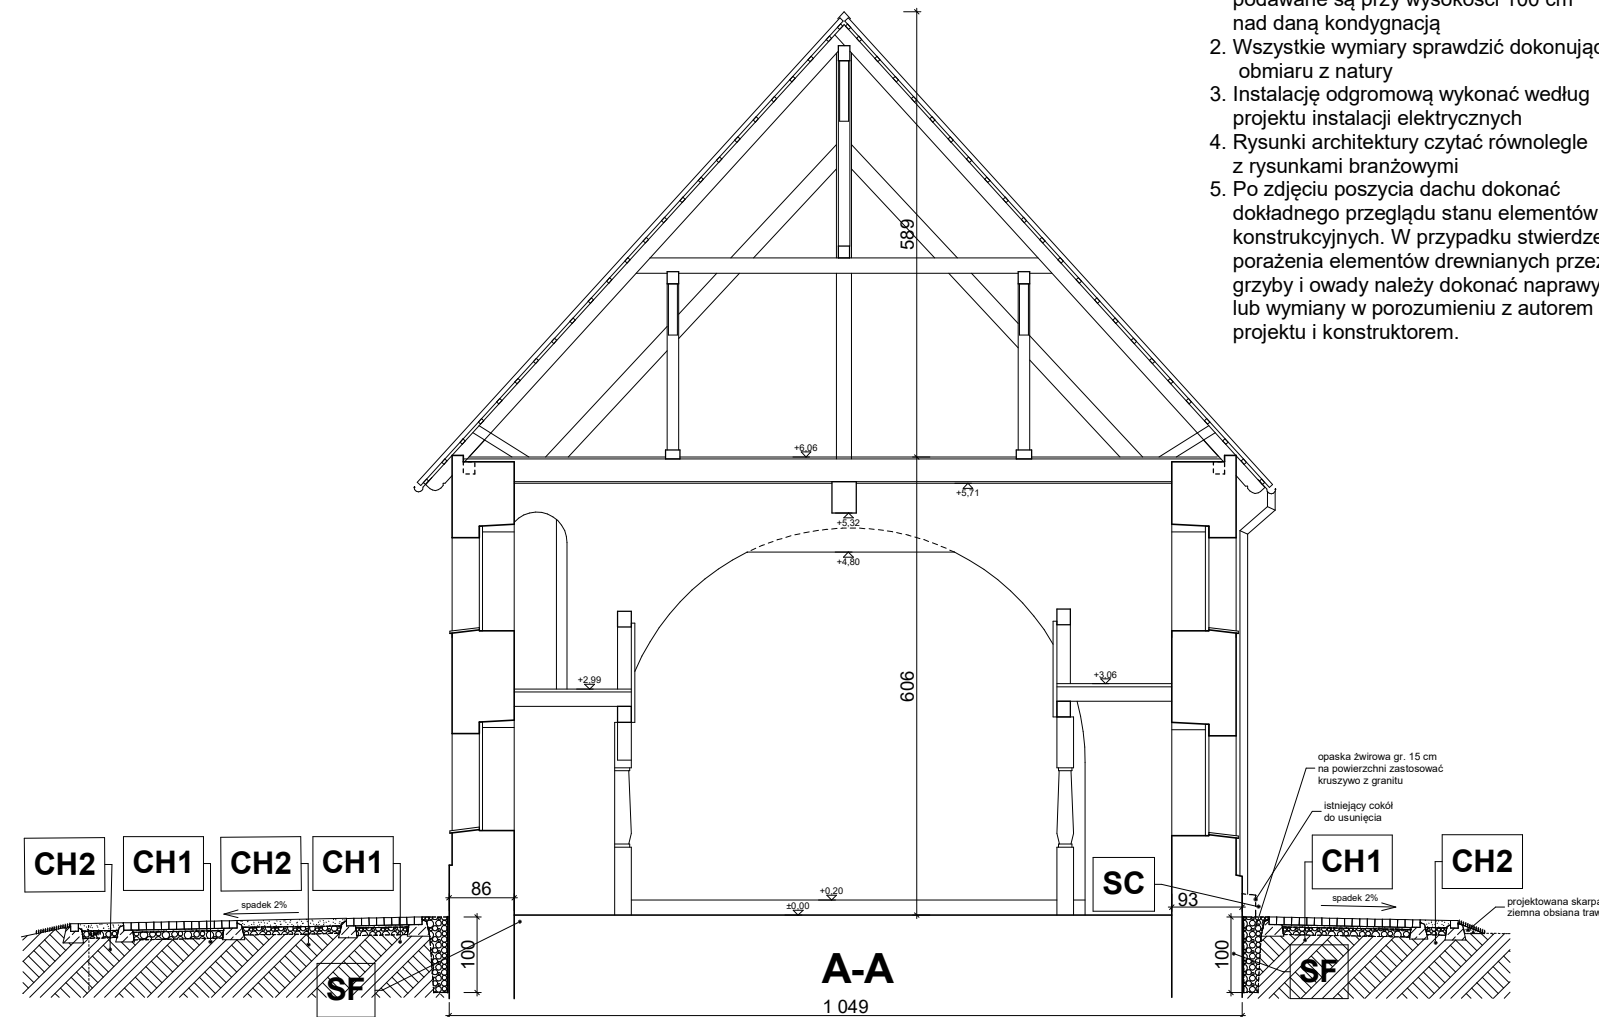 podawane są przy wysokości 100 cm
nad daną kondygnacją
2. Wszystkie wymiary sprawdzić dokonując
obmiaru z natury
3. Instalację odgromową wykonać według
projektu instalacji elektrycznych
4. Rysunki architektury czytać równolegle
z rysunkami branżowymi
5. Po zdjęciu poszycia dachu dokonać
dokładnego przeglądu stanu elementów
konstrukcyjnych. W przypadku stwierdze
porażenia elementów drewnianych przez
grzyby i owady należy dokonać naprawy
lub wymiany w porozumieniu z autorem
projektu i konstruktorem.
589
+6,06
+5,71
+5,32
+4,80
606
+2,99
+3,06
opaska żwirowa gr. 15 cm
na powierzchni zastosować
kruszywo z granitu
istniejący cokół
do usunięcia
CH2
CH1
CH2
CH1
SC
CH1
CH2
86
+0,20
±0,00
93
spadek 2%
spadek 2%
projektowana skarpa
ziemna obsiana traw
100
100
SF
A-A
SF
1 049